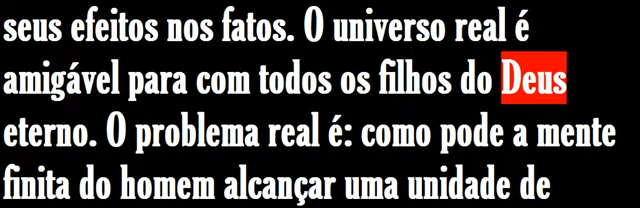 seus efeitos nos fatos. O universo real é
amigável para com todos os filhos do Deus
eterno. O problema real é: como pode a mente
finita do homem alcançar uma unidade de